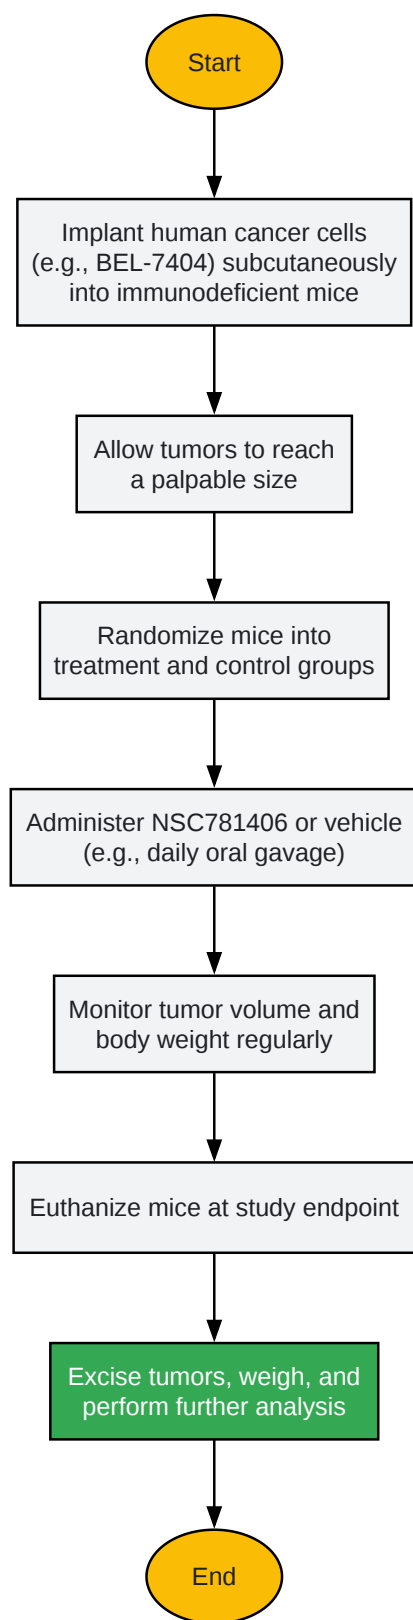 Start
Implant human cancer cells
(e.g., BEL-7404) subcutaneously
into immunodeficient mice
Allow tumors to reach
a palpable size
Randomize mice into
treatment and control groups
Administer NSC781406 or vehicle
(e.g., daily oral gavage)
Monitor tumor volume and
body weight regularly
Euthanize mice at study endpoint
Excise tumors, weigh, and
perform further analysis
End